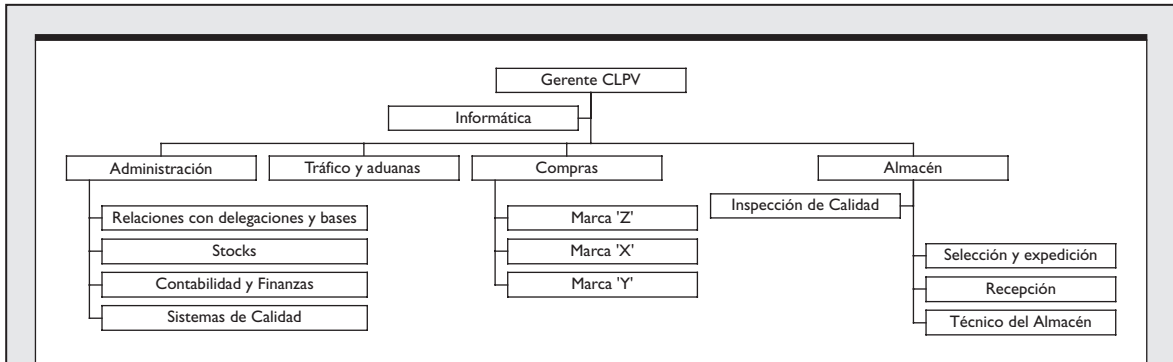 Gerente CLPV
Informática
Administración
Tráfico y aduanas
Compras
Almacén
Relaciones con delegaciones y bases
Stocks
Contabilidad y Finanzas
Sistemas de Calidad
Marca 'Z'
Marca 'X'
Marca 'Y'
Inspección de Calidad
Selección y expedición
Recepción
Técnico del Almacén